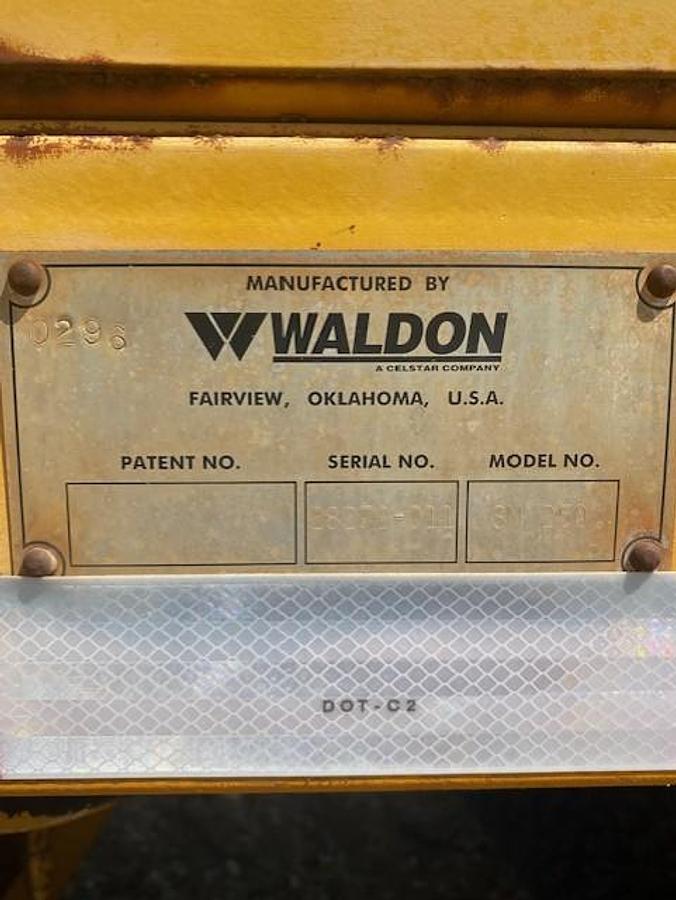 MANUFACTURED BY
0296
WALDON
A CELSTAR COMPANY
FAIRVIEW, OKLAHOMA, U.S.A.
PATENT NO. SERIAL NO. MODEL NO.
DOT-C2